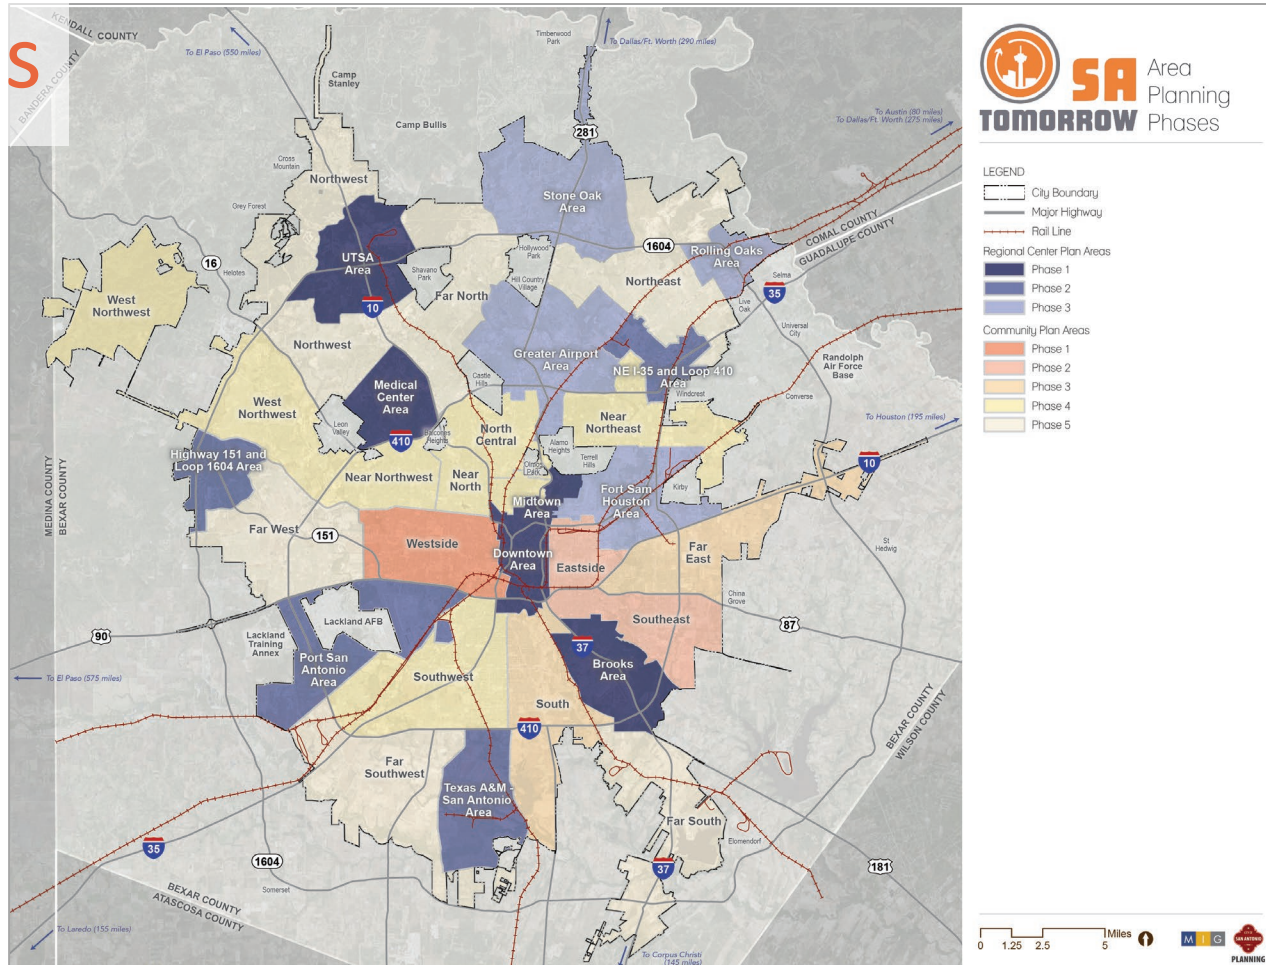 S
KENDALL COUNTY
BANDERA COUNTY
To El Paso (550 miles)
Timberwood
Park
To Dallas/Ft. Worth (290 miles)
Camp
Stanley
Camp Bullis
281
To Austin (80 miles)
To Dallas/Ft. Worth (275 miles)
Cross
Mountain
Northwest
Grey Forest
Stone Oak
Area
1604
COMAL COUNTY
GUADALUPE COUNTY
Rolling Oaks
Area
16
Helotes
UTSA
Area
Shavano
Park
Hollywood
Park
Hill Country
Village
Far North
Northeast
Selma
35
Live
Oak
10
West
Northwest
Universal
City
Northwest
Greater Airport
Area
NE I-35 and Loop 410
Area
Randolph
Air Force
Base
Castle
Hills
Medical
Center
Area
Windcrest
Converse
West
Northwest
Leon
Valley
410
Balcones
Heights
North
Central
Near
Northeast
To Houston (195 miles)
Alamo
Heights
Terrell
Hills
Olmos
Park
10
Highway 151 and
Loop 1604 Area
Near Northwest
Near
North
Kirby
Midtown
Area
Fort Sam
Houston
Area
MEDINA COUNTY
BEXAR COUNTY
Far West
151
Westside
Downtown
Area
Eastside
Far
East
St
Hedwig
China
Grove
90
Lackland AFB
Lackland
Training
Annex
Southeast
87
37
Port San
Antonio
Area
Brooks
Area
To El Paso (575 miles)
Southwest
South
410
BEXAR COUNTY
WILSON COUNTY
Far
Southwest
Texas A&M -
San Antonio
Area
Far South
Elmendorf
35
1604
37
181
Somerset
BEXAR COUNTY
ATASCOSA COUNTY
To Laredo (155 miles)
To Corpus Christi
(145 miles)
SA
TOMORROW
Area
Planning
Phases
LEGEND
City Boundary
Major Highway
Rail Line
Regional Center Plan Areas
Phase 1
Phase 2
Phase 3
Community Plan Areas
Phase 1
Phase 2
Phase 3
Phase 4
Phase 5
Miles
0 1.25 2.5 5
M I G
SAN ANTONIO
PLANNING